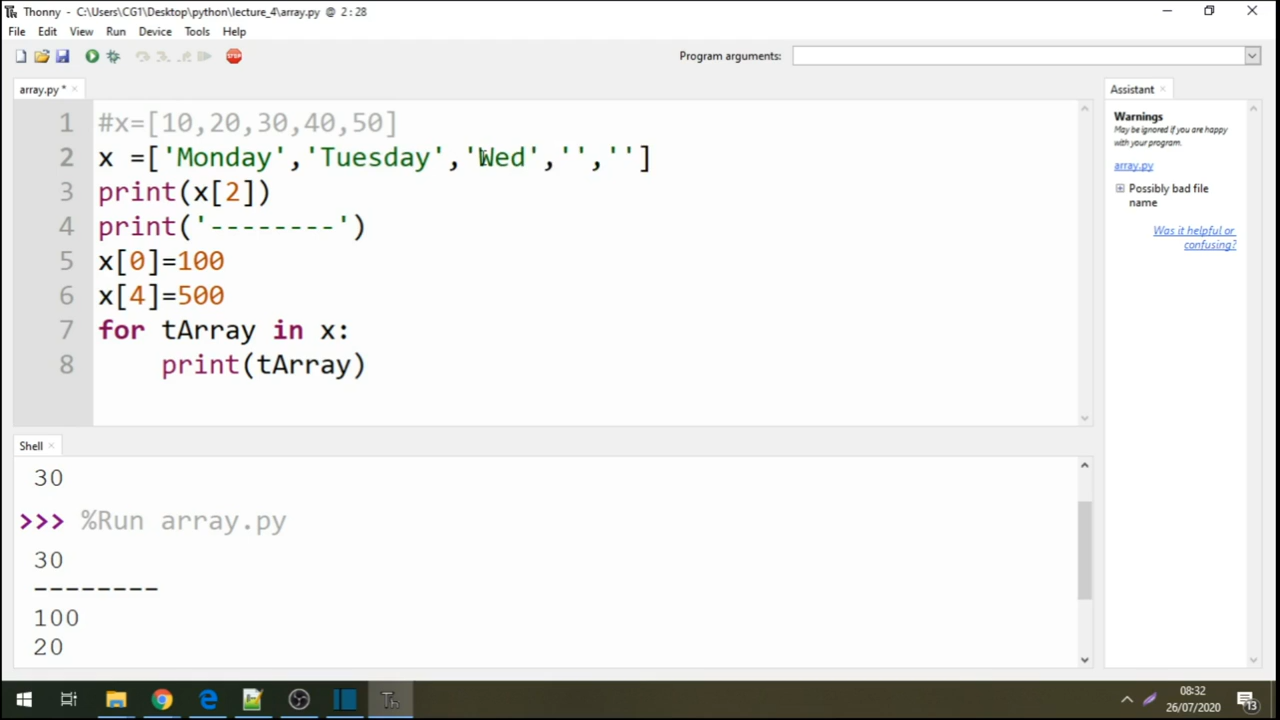 Thonny - C:\Users\CG1\Desktop\python\lecture_4\array.py @ 2 : 28
File Edit View Run Device Tools Help
STOP Program arguments:
array.py * ×
Assistant ×
1 #x=[10,20,30,40,50]
2 x =['Monday','Tuesday','Wed','','']
3 print(x[2])
4 print('--------')
5 x[0]=100
6 x[4]=500
7 for tArray in x:
8     print(tArray)
Warnings
May be ignored if you are happy
with your program.
array.py
Possibly bad file
name
Was it helpful or
confusing?
Shell ×
30
>>> %Run array.py
30
--------
100
20
Th
08:32
26/07/2020
13